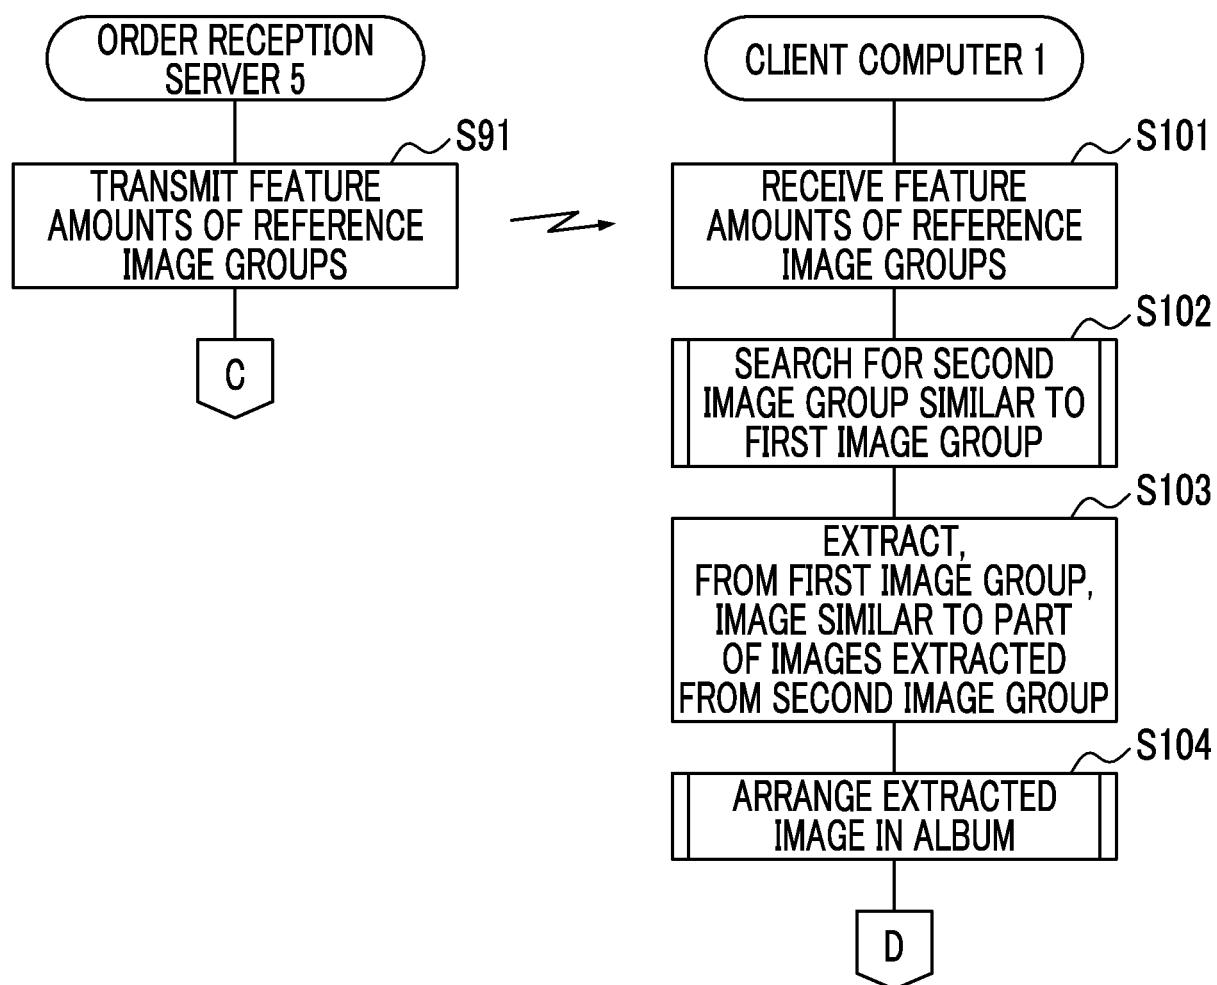 ORDER RECEPTION
SERVER 5
S91
TRANSMIT FEATURE
AMOUNTS OF REFERENCE
IMAGE GROUPS
C
CLIENT COMPUTER 1
S101
RECEIVE FEATURE
AMOUNTS OF REFERENCE
IMAGE GROUPS
S102
SEARCH FOR SECOND
IMAGE GROUP SIMILAR TO
FIRST IMAGE GROUP
S103
EXTRACT,
FROM FIRST IMAGE GROUP,
IMAGE SIMILAR TO PART
OF IMAGES EXTRACTED
FROM SECOND IMAGE GROUP
S104
ARRANGE EXTRACTED
IMAGE IN ALBUM
D